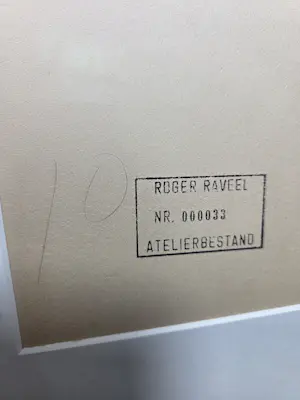 10
ROGER RAVEEL
NR. 000033
ATELIERBESTAND